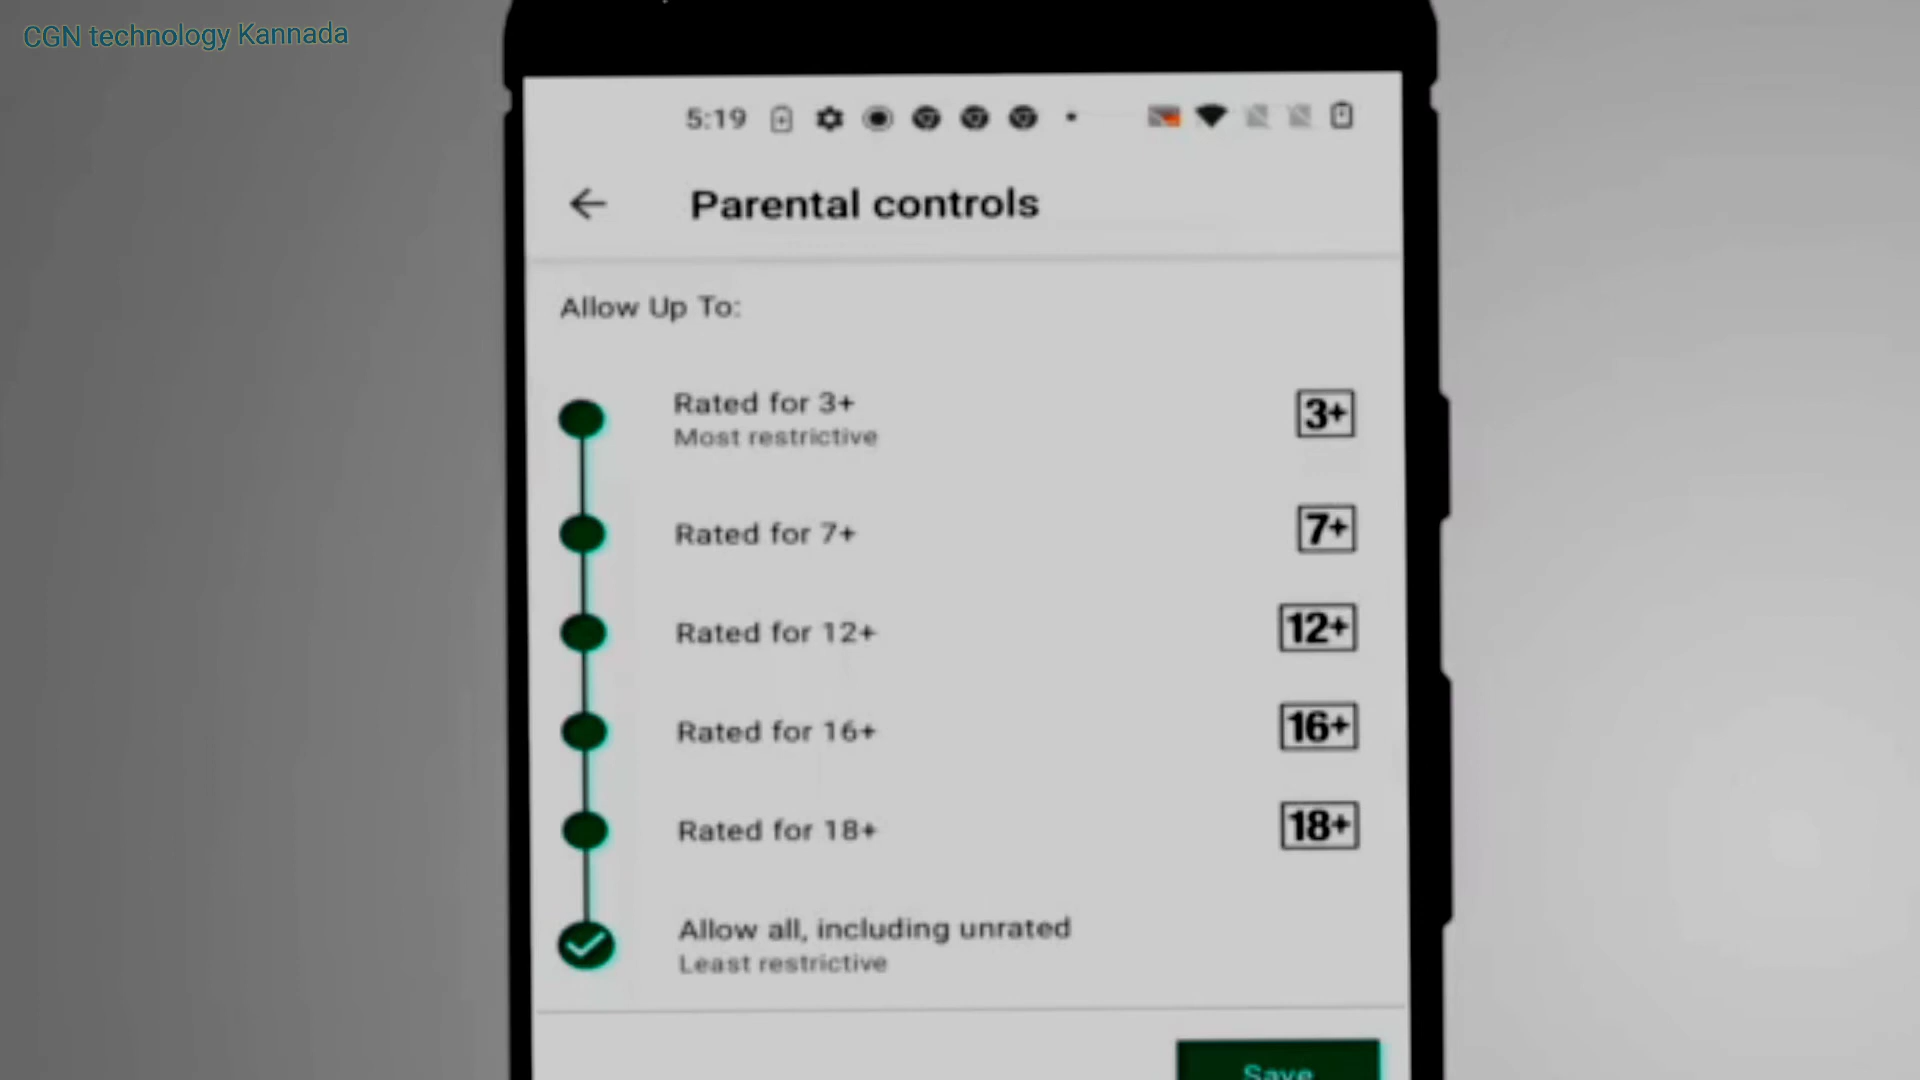 CGN technology Kannada
5:19
Parental controls
Allow Up To:
Rated for 3+
3+
Most restrictive
Rated for 7+
7+
Rated for 12+
12+
Rated for 16+
16+
Rated for 18+
18+
Allow all, including unrated
Least restrictive
Save